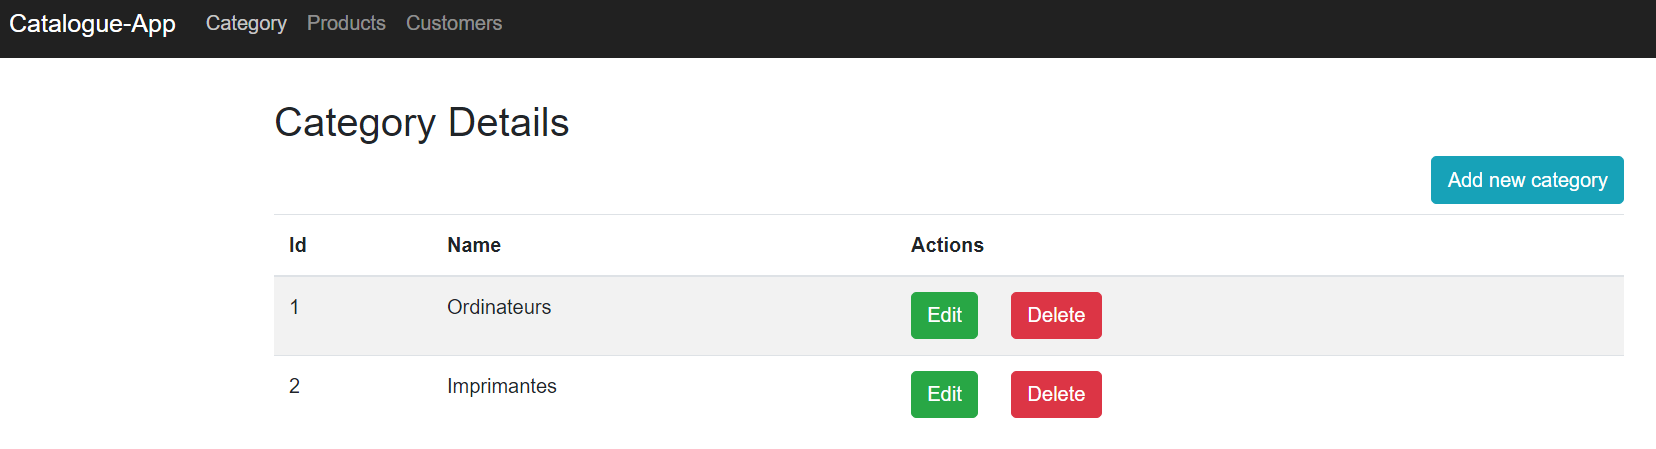 Catalogue-App Category Products Customers
Category Details
Add new category
Id Name Actions
1 Ordinateurs Edit Delete
2 Imprimantes Edit Delete